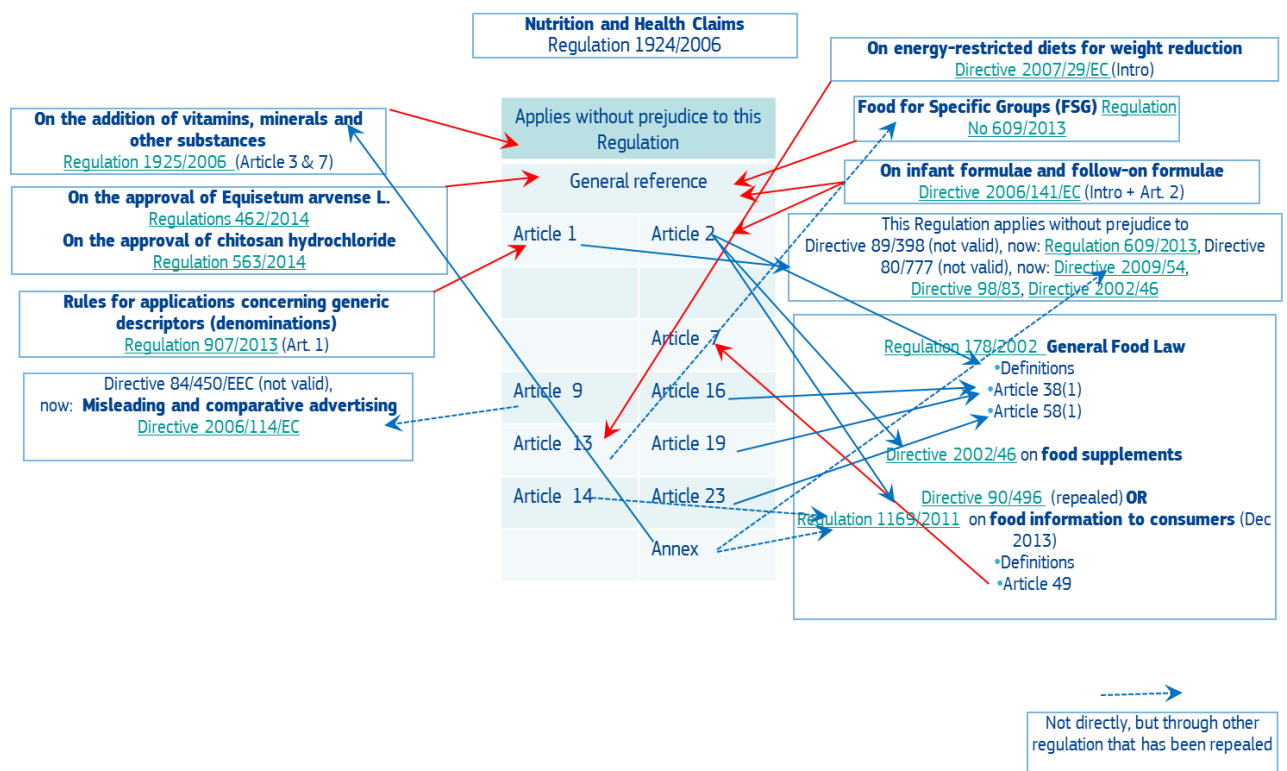 Nutrition and Health Claims
Regulation 1924/2006
On energy-restricted diets for weight reduction
Directive 2007/29/EC (Intro)
On the addition of vitamins, minerals and
other substances
Regulation 1925/2006 (Article 3 & 7)
Applies without prejudice to this
Regulation
Food for Specific Groups (FSG) Regulation
No 609/2013
General reference
On infant formulae and follow-on formulae
Directive 2006/141/EC (Intro + Art. 2)
On the approval of Equisetum arvense L.
Regulations 462/2014
On the approval of chitosan hydrochloride
Regulation 563/2014
Article 1
Article 2
This Regulation applies without prejudice to
Directive 89/398 (not valid), now: Regulation 609/2013, Directive
80/777 (not valid), now: Directive 2009/54,
Directive 98/83, Directive 2002/46
Rules for applications concerning generic
descriptors (denominations)
Regulation 907/2013 (Art. 1)
Article 7
Regulation 178/2002 General Food Law
•Definitions
•Article 38(1)
•Article 58(1)
Directive 84/450/EEC (not valid),
now: Misleading and comparative advertising
Directive 2006/114/EC
Article 9
Article 16
Article 13
Article 19
Directive 2002/46 on food supplements
Article 14
Article 23
Directive 90/496 (repealed) OR
Regulation 1169/2011 on food information to consumers (Dec
2013)
•Definitions
•Article 49
Annex
Not directly, but through other
regulation that has been repealed